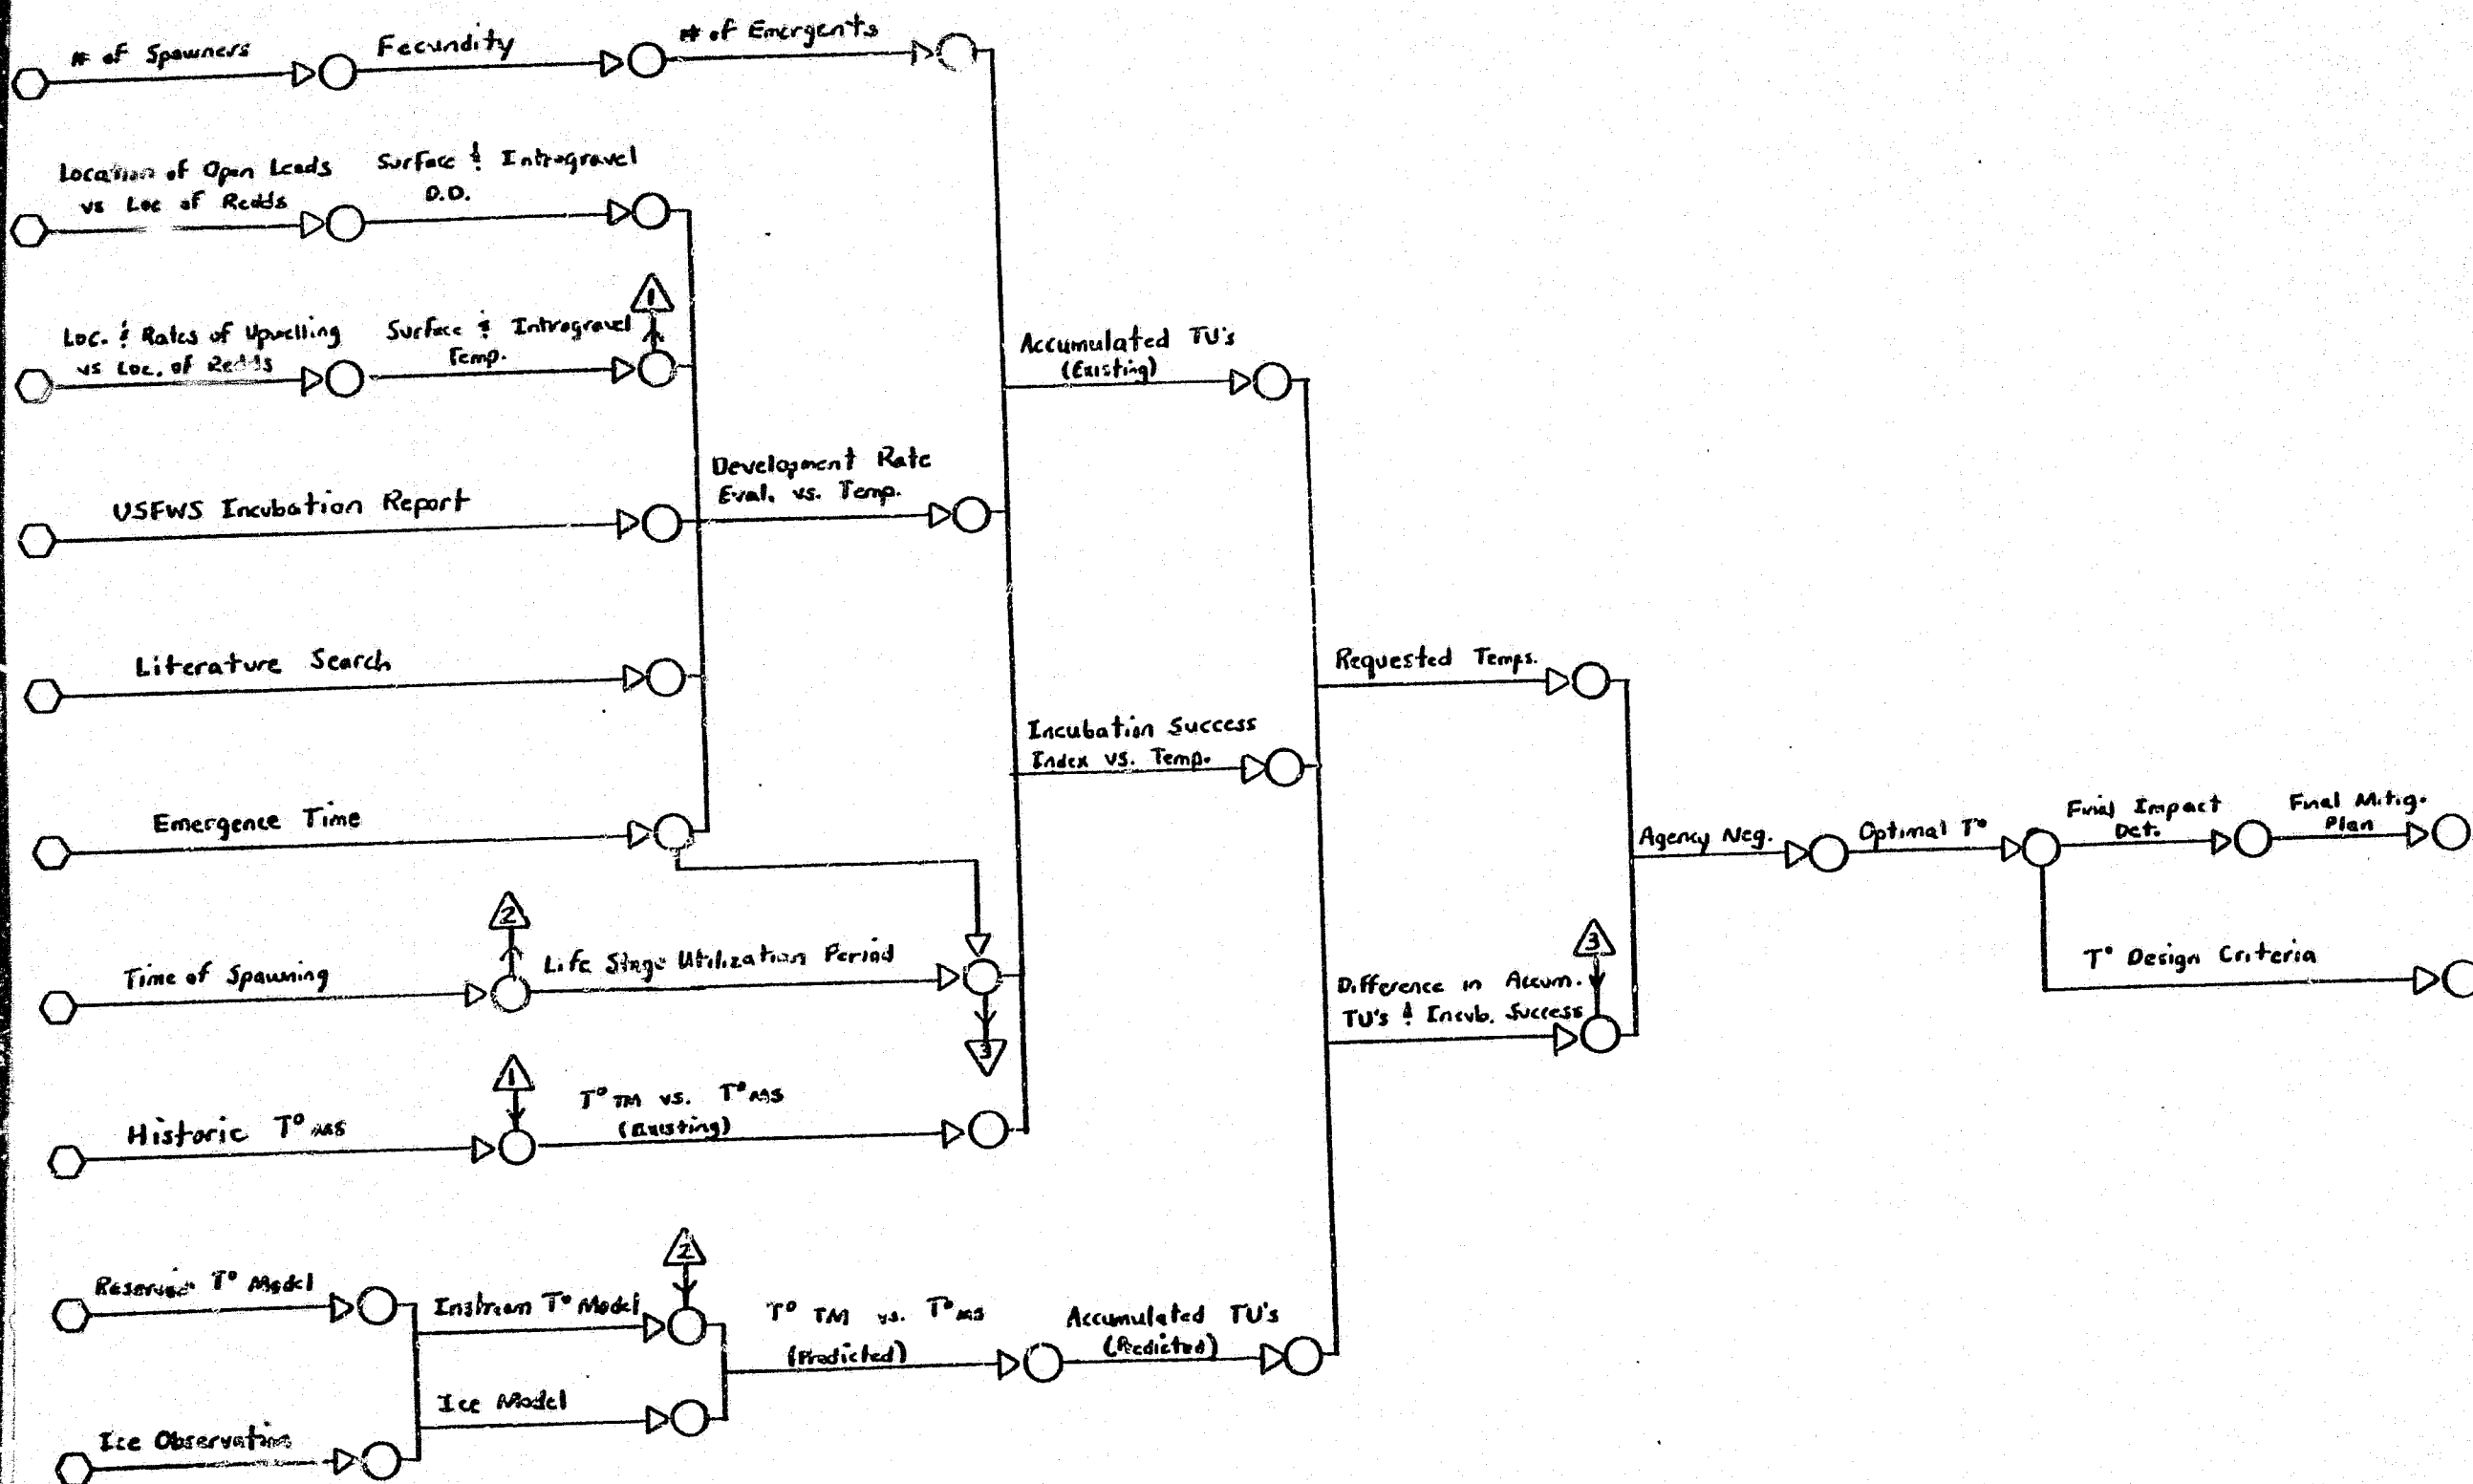 # of Spawners
Fecundity
# of Emergents
Location of Open Leads
vs Loc of Redds
Surface & Intragravel
D.O.
1
Loc. & Rates of Upwelling
vs Loc. of Redds
Surface & Intragravel
Temp.
Accumulated TU's
(Existing)
USFWS Incubation Report
Development Rate
Eval. vs. Temp.
Literature Search
Requested Temps.
Incubation Success
Index vs. Temp.
Emergence Time
Agency Neg.
Optimal T°
Final Impact
Det.
Final Mitig.
Plan
2
Time of Spawning
Life Stage Utilization Period
3
3
Difference in Accum.
TU's & Incub. Success
T° Design Criteria
1
Historic T° MS
T° TM vs. T° MS
(Existing)
2
Reservoir T° Model
Instream T° Model
T° TM vs. T° MS
(Predicted)
Accumulated TU's
(Predicted)
Ice Observation
Ice Model